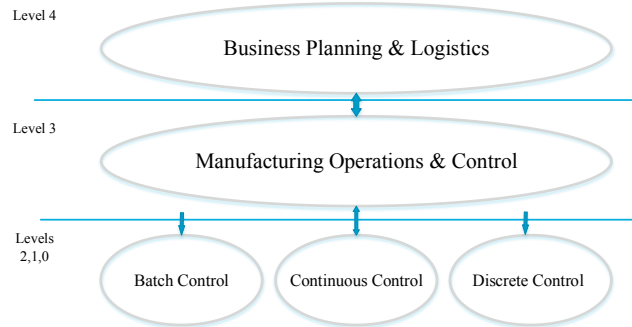 Level 4
Business Planning & Logistics
Level 3
Manufacturing Operations & Control
Levels
2,1,0
Batch Control
Continuous Control
Discrete Control